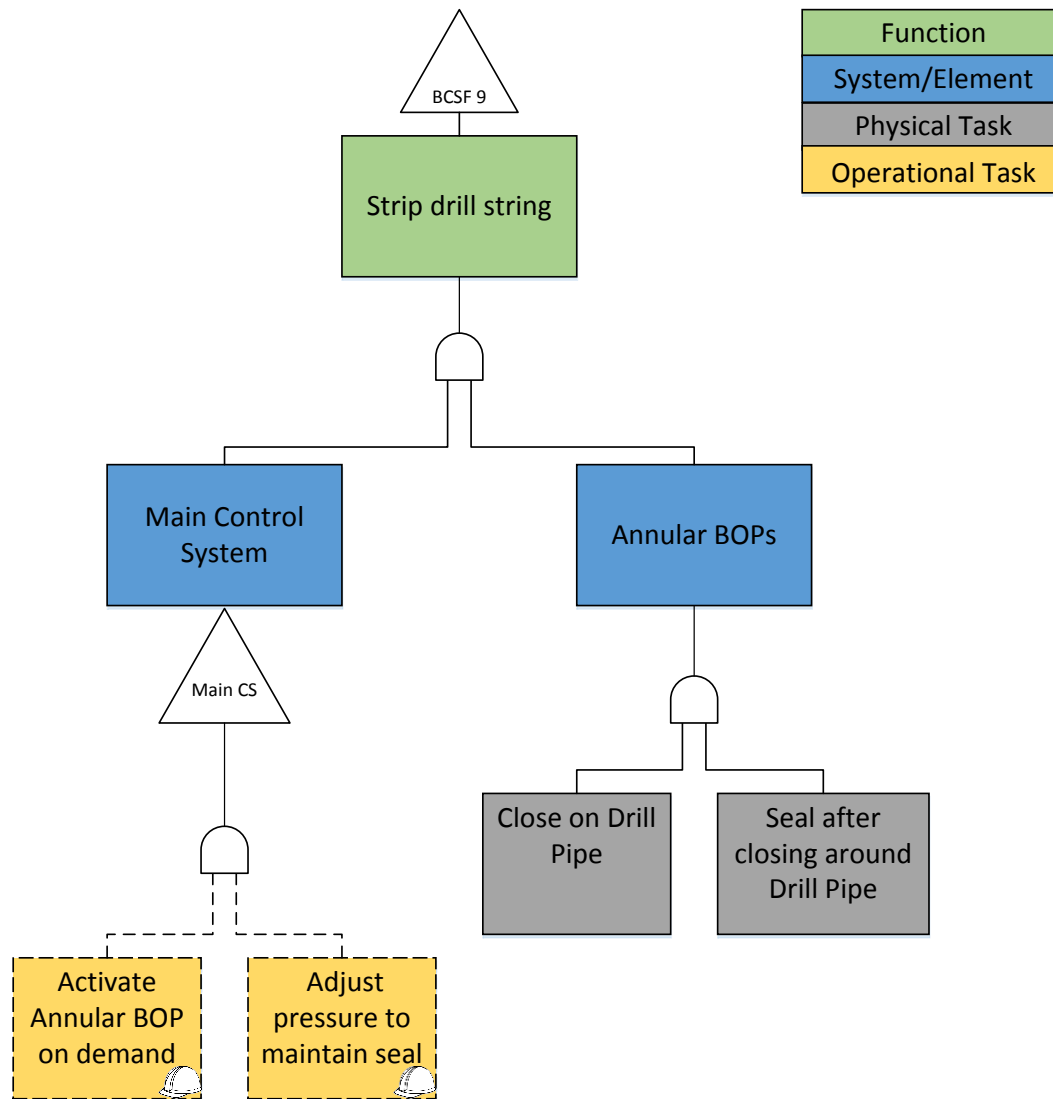 BCSF 9
Function
System/Element
Physical Task
Operational Task
Strip drill string
Main Control
System
Annular BOPs
Main CS
Close on Drill
Pipe
Seal after
closing around
Drill Pipe
Activate
Annular BOP
on demand
Adjust
pressure to
maintain seal